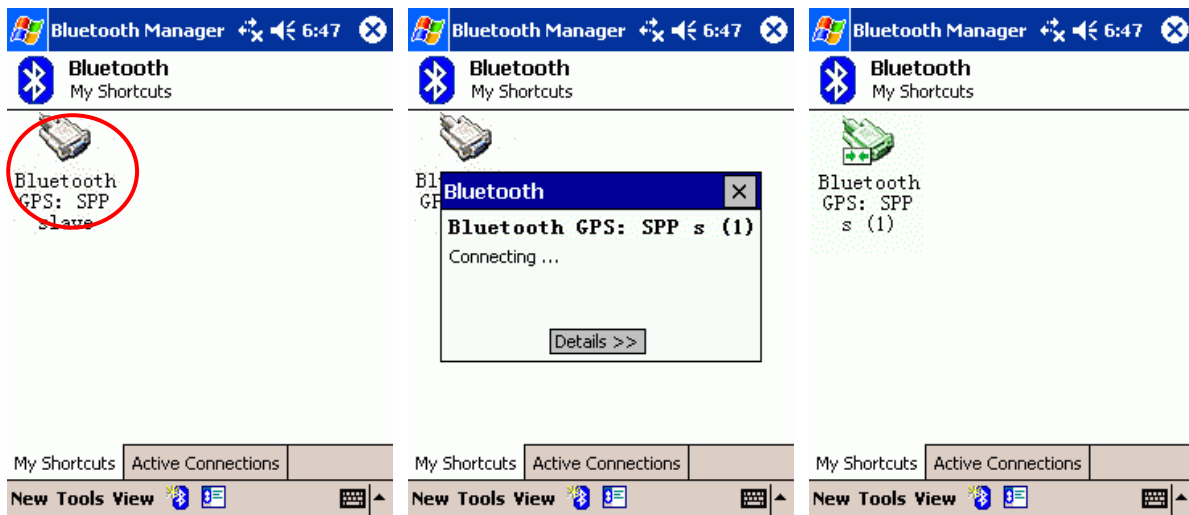 Bluetooth Manager 6:47
Bluetooth
My Shortcuts
Bluetooth
GPS: SPP
slave
My Shortcuts Active Connections
New Tools View
Bluetooth Manager 6:47
Bluetooth
My Shortcuts
Bluetooth
Bluetooth GPS: SPP s (1)
Connecting ...
Details >>
My Shortcuts Active Connections
New Tools View
Bluetooth Manager 6:47
Bluetooth
My Shortcuts
Bluetooth
GPS: SPP
s (1)
My Shortcuts Active Connections
New Tools View